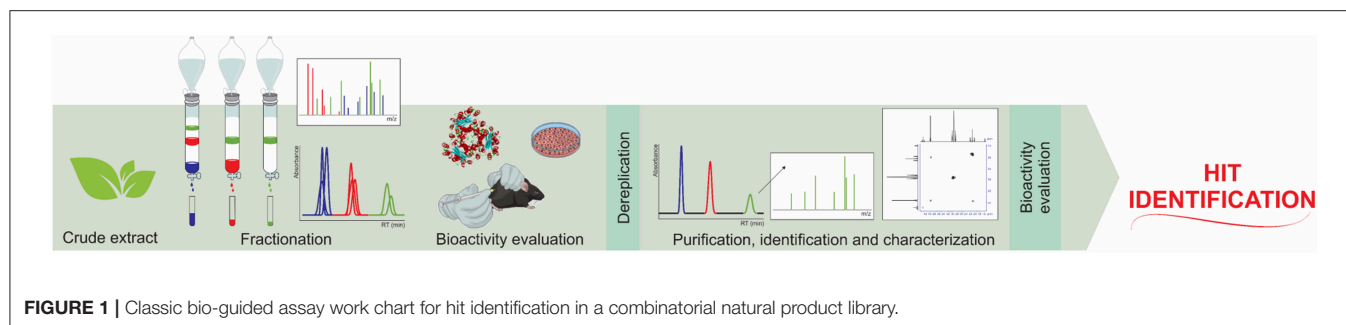 m/z
Absorbance
RT (min)
Crude extract
Fractionation
Bioactivity evaluation
Dereplication
Absorbance
RT (min)
m/z
Purification, identification and characterization
Bioactivity
evaluation
HIT
IDENTIFICATION
FIGURE 1 | Classic bio-guided assay work chart for hit identification in a combinatorial natural product library.